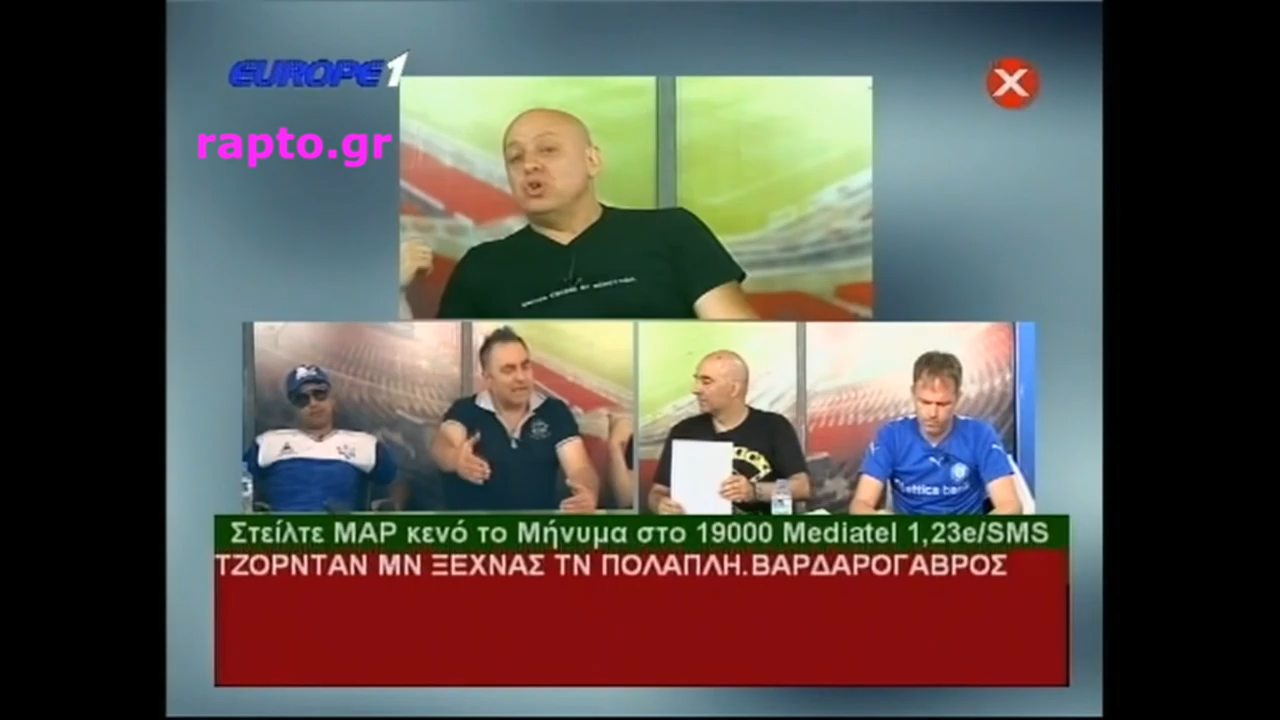 EUROPE1
X
rapto.gr
Στείλτε ΜΑΡ κενό το Μήνυμα στο 19000 Mediatel 1,23e/SMS
ΤΖΟΡΝΤΑΝ ΜΝ ΞΕΧΝΑΣ ΤΝ ΠΟΛΑΠΛΗ.ΒΑΡΔΑΡΟΓΑΒΡΟΣ